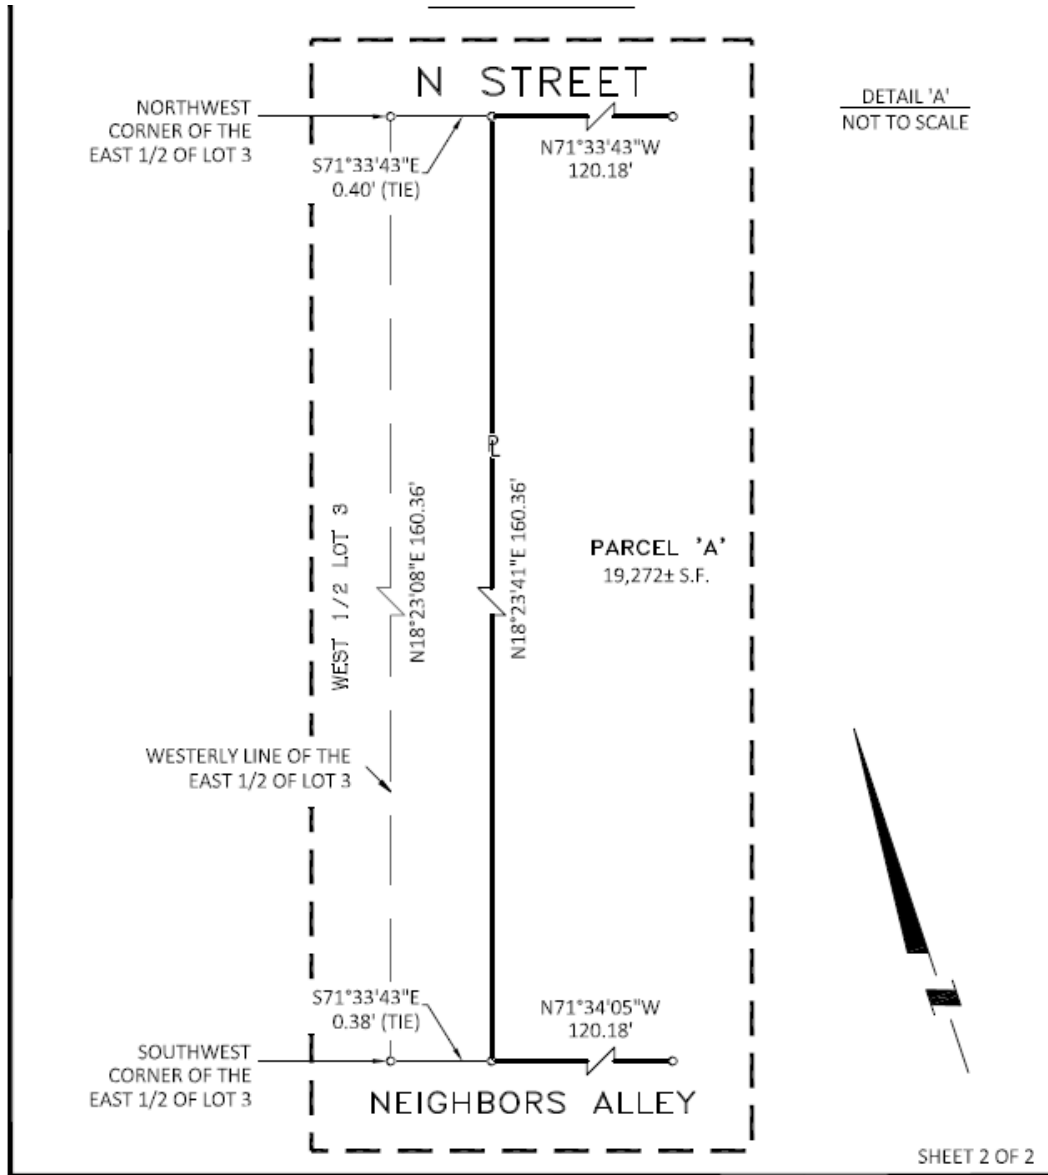 N STREET
DETAIL 'A'
NOT TO SCALE
NORTHWEST
CORNER OF THE
EAST 1/2 OF LOT 3
S71°33'43"E
0.40' (TIE)
N71°33'43"W
120.18'
PL
WEST 1/2 LOT 3
N18°23'08"E 160.36'
N18°23'41"E 160.36'
PARCEL 'A'
19,272± S.F.
WESTERLY LINE OF THE
EAST 1/2 OF LOT 3
S71°33'43"E
0.38' (TIE)
N71°34'05"W
120.18'
SOUTHWEST
CORNER OF THE
EAST 1/2 OF LOT 3
NEIGHBORS ALLEY
SHEET 2 OF 2